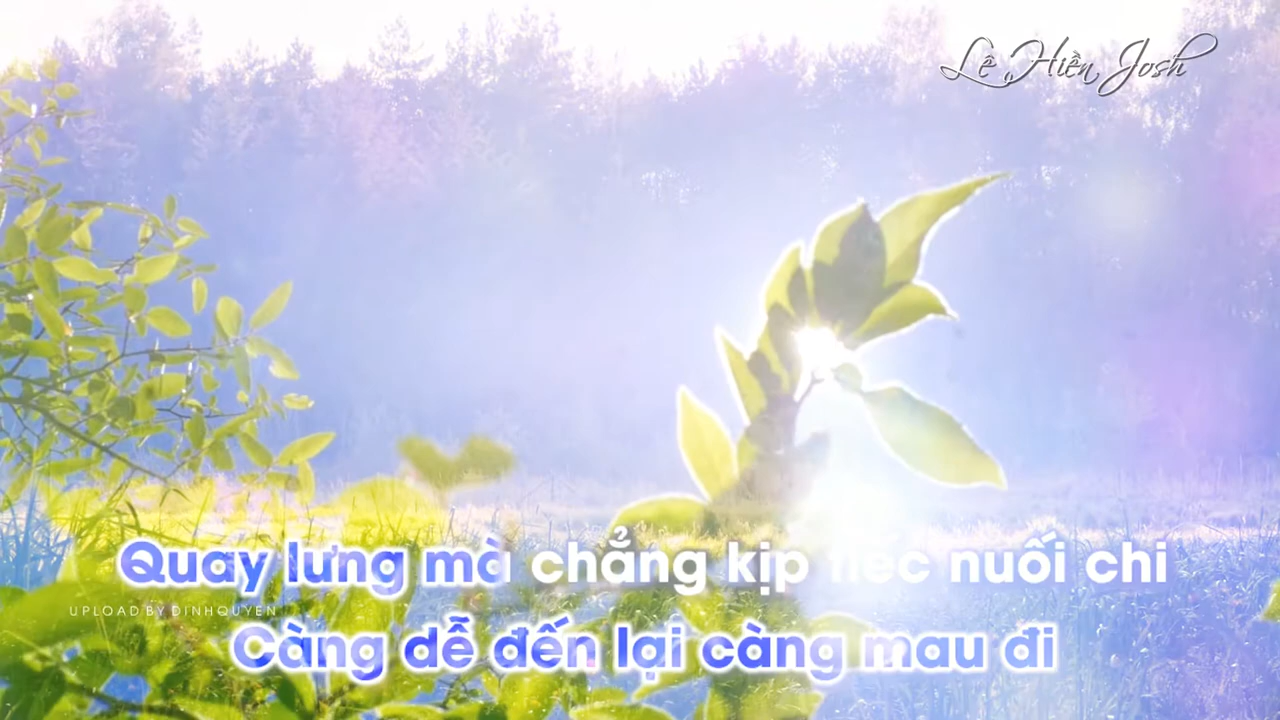 Lê Hiền Josh
Quay lưng mà chẳng kịp tiếc nuối chi
UPLOAD BY DINHQUYEN
Càng dễ đến lại càng mau đi